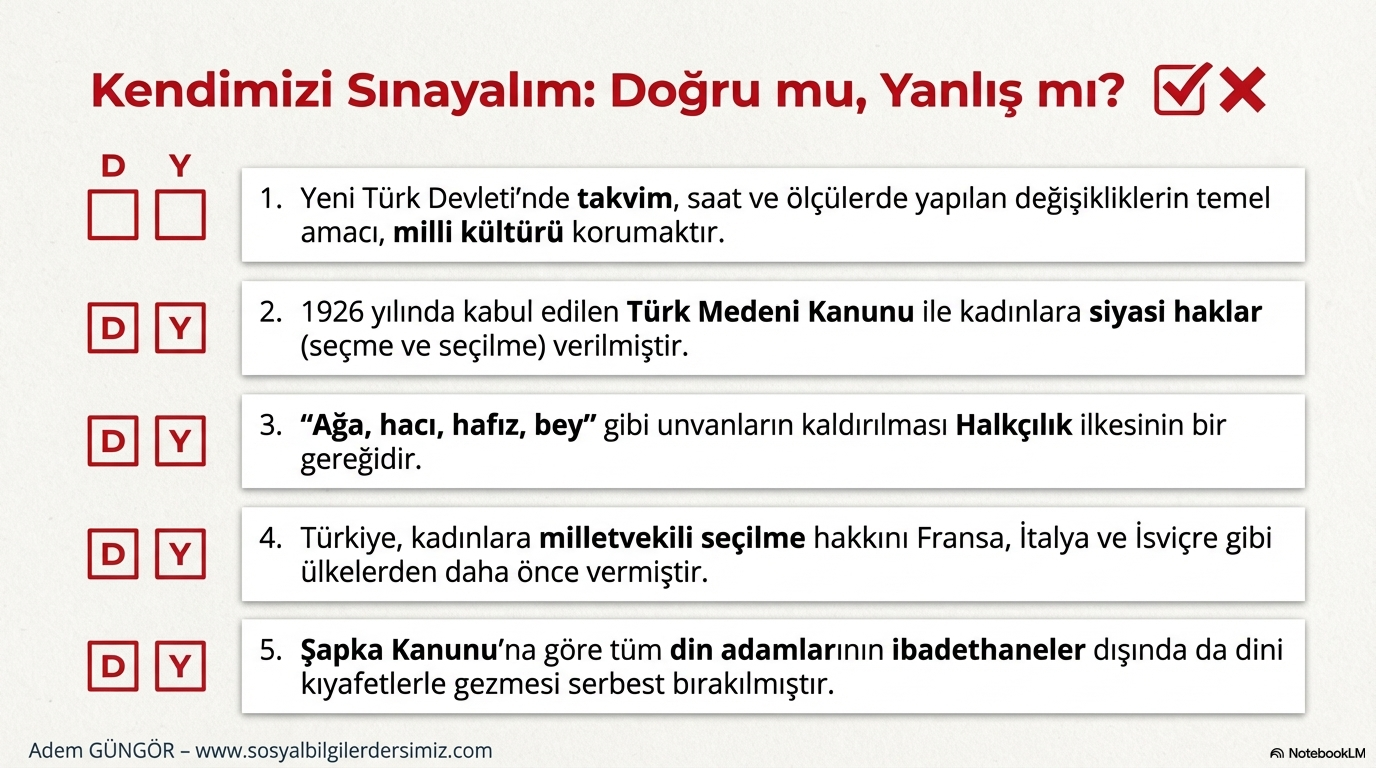 Kendimizi Sınayalım: Doğru mu, Yanlış mı?
D Y
1. Yeni Türk Devleti’nde takvim, saat ve ölçülerde yapılan değişikliklerin temel
amacı, milli kültürü korumaktır.
D Y
2. 1926 yılında kabul edilen Türk Medeni Kanunu ile kadınlara siyasi haklar
(seçme ve seçilme) verilmiştir.
D Y
3. “Ağa, hacı, hafız, bey” gibi unvanların kaldırılması Halkçılık ilkesinin bir
gereğidir.
D Y
4. Türkiye, kadınlara milletvekili seçilme hakkını Fransa, İtalya ve İsviçre gibi
ülkelerden daha önce vermiştir.
D Y
5. Şapka Kanunu’na göre tüm din adamlarının ibadethaneler dışında da dini
kıyafetlerle gezmesi serbest bırakılmıştır.
Adem GÜNGÖR – www.sosyalbilgilerdersimiz.com
NotebookLM